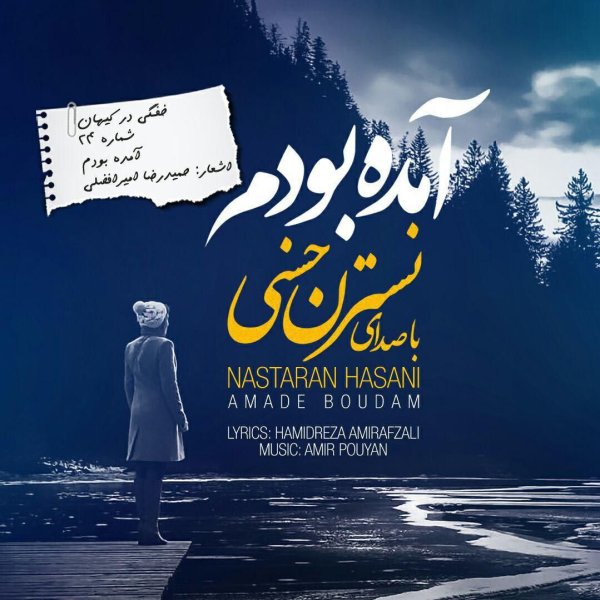 خفگی در کیهان
شماره ۲۴
آمده بودم
اشعار: حمیدرضا امیرافضلی
آمده بودم
با صدای نسترن حسنی
NASTARAN HASANI
AMADE BOUDAM
LYRICS: HAMIDREZA AMIRAFZALI
MUSIC: AMIR POUYAN